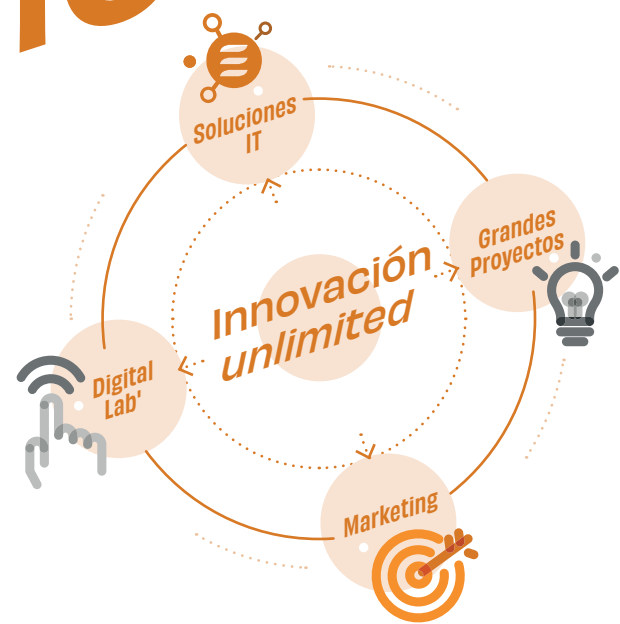 Soluciones
IT
Grandes
Proyectos
Innovación
unlimited
Digital
Lab'
Marketing